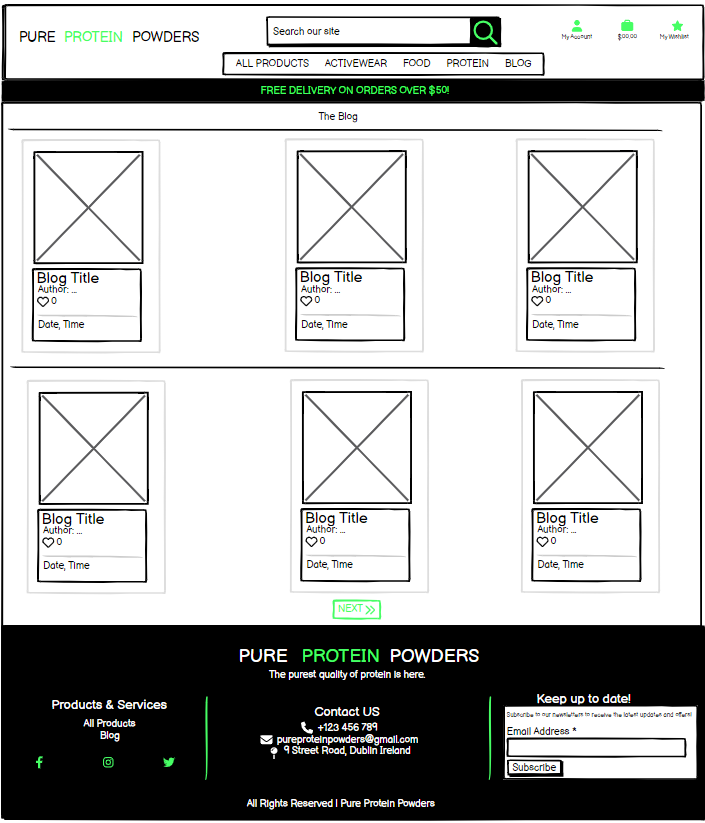 PURE PROTEIN POWDERS
Search our site
My Account
$00.00
My Wishlist
ALL PRODUCTS ACTIVEWEAR FOOD PROTEIN BLOG
FREE DELIVERY ON ORDERS OVER $50!
The Blog
Blog Title
Author: ...
0
Date, Time
Blog Title
Author: ...
0
Date, Time
Blog Title
Author: ...
0
Date, Time
Blog Title
Author: ...
0
Date, Time
Blog Title
Author: ...
0
Date, Time
Blog Title
Author: ...
0
Date, Time
NEXT
PURE PROTEIN POWDERS
The purest quality of protein is here.
Products & Services
All Products
Blog
Contact US
+123 456 789
pureproteinpowders@gmail.com
9 Street Road, Dublin Ireland
Keep up to date!
Subscribe to our newsletters to receive the latest updates and offers!
Email Address *
Subscribe
All Rights Reserved | Pure Protein Powders